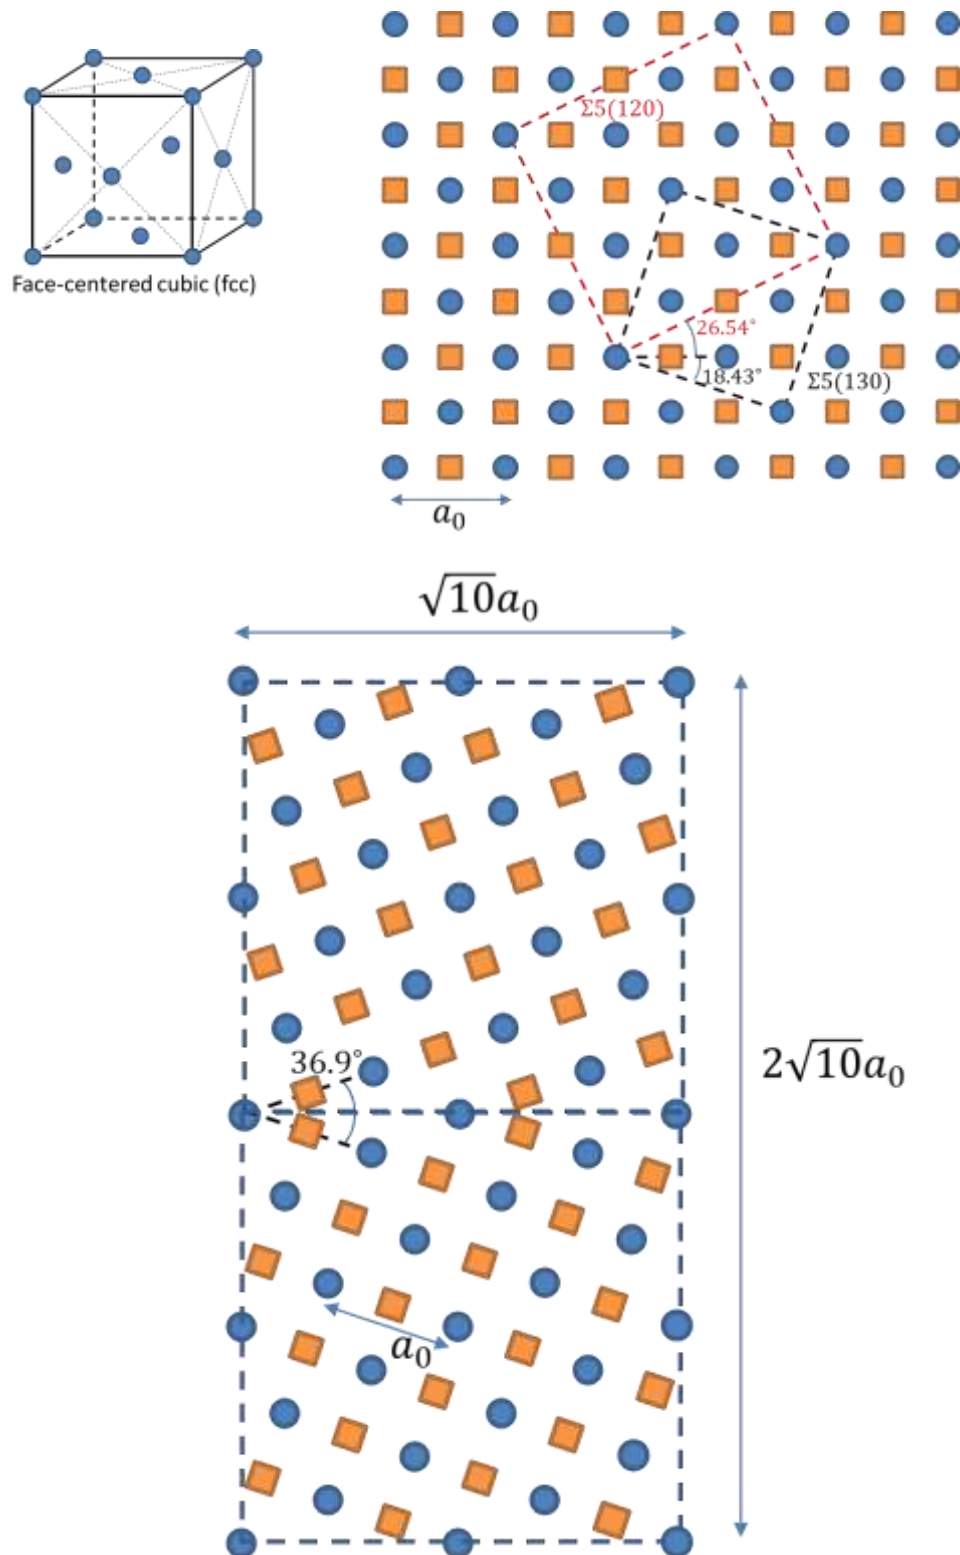 Face-centered cubic (fcc)
Σ5(120)
26.54°
18.43°
Σ5(130)
a₀
√10a₀
36.9°
2√10a₀
a₀